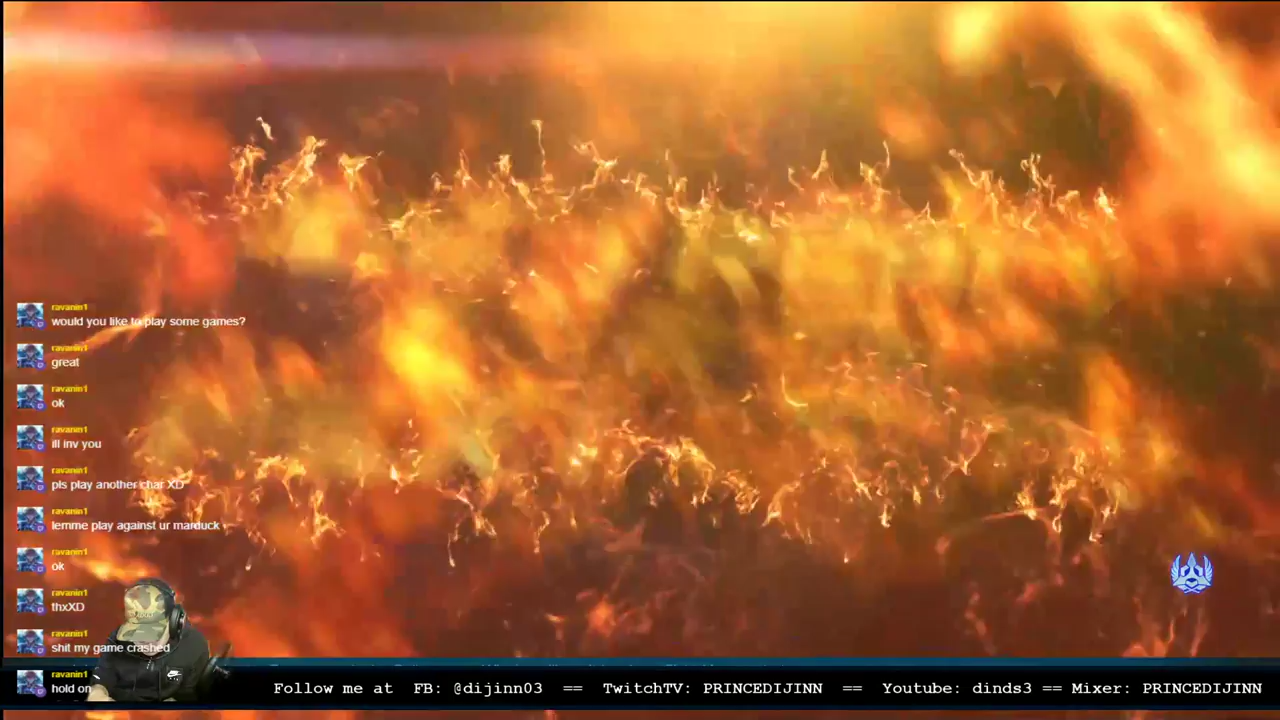 ravanin1
would you like to play some games?
ravanin1
great
ravanin1
ok
ravanin1
ill inv you
ravanin1
pls play another char XD
ravanin1
lemme play against ur marduck
ravanin1
ok
ravanin1
thxXD
ravanin1
shit my game crashed
ravanin1
hold on
Follow me at FB: @dijinn03 == TwitchTV: PRINCEDIJINN == Youtube: dinds3 == Mixer: PRINCEDIJINN